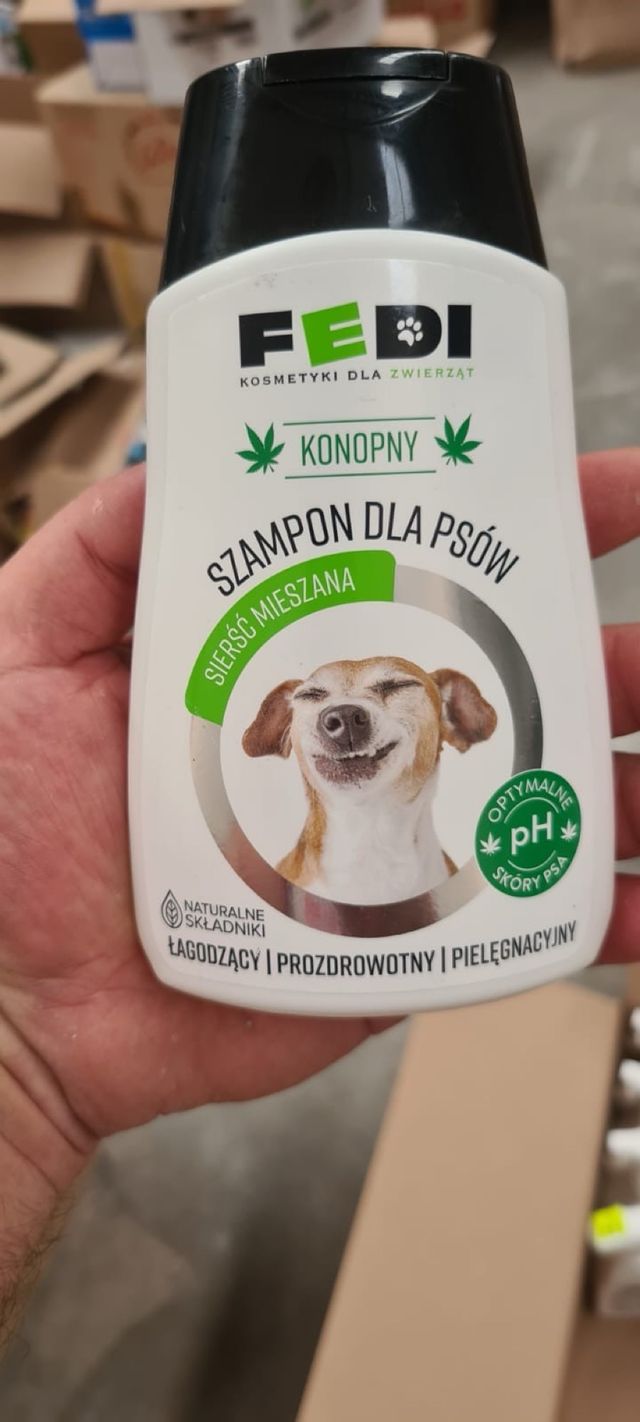 FEDI
KOSMETYKI DLA ZWIERZĄT
KONOPNY
SZAMPON DLA PSÓW
SIERŚĆ MIESZANA
OPTYMALNE
pH
SKÓRY PSA
NATURALNE
SKŁADNIKI
ŁAGODZĄCY | PROZDROWOTNY | PIELĘGNACYJNY